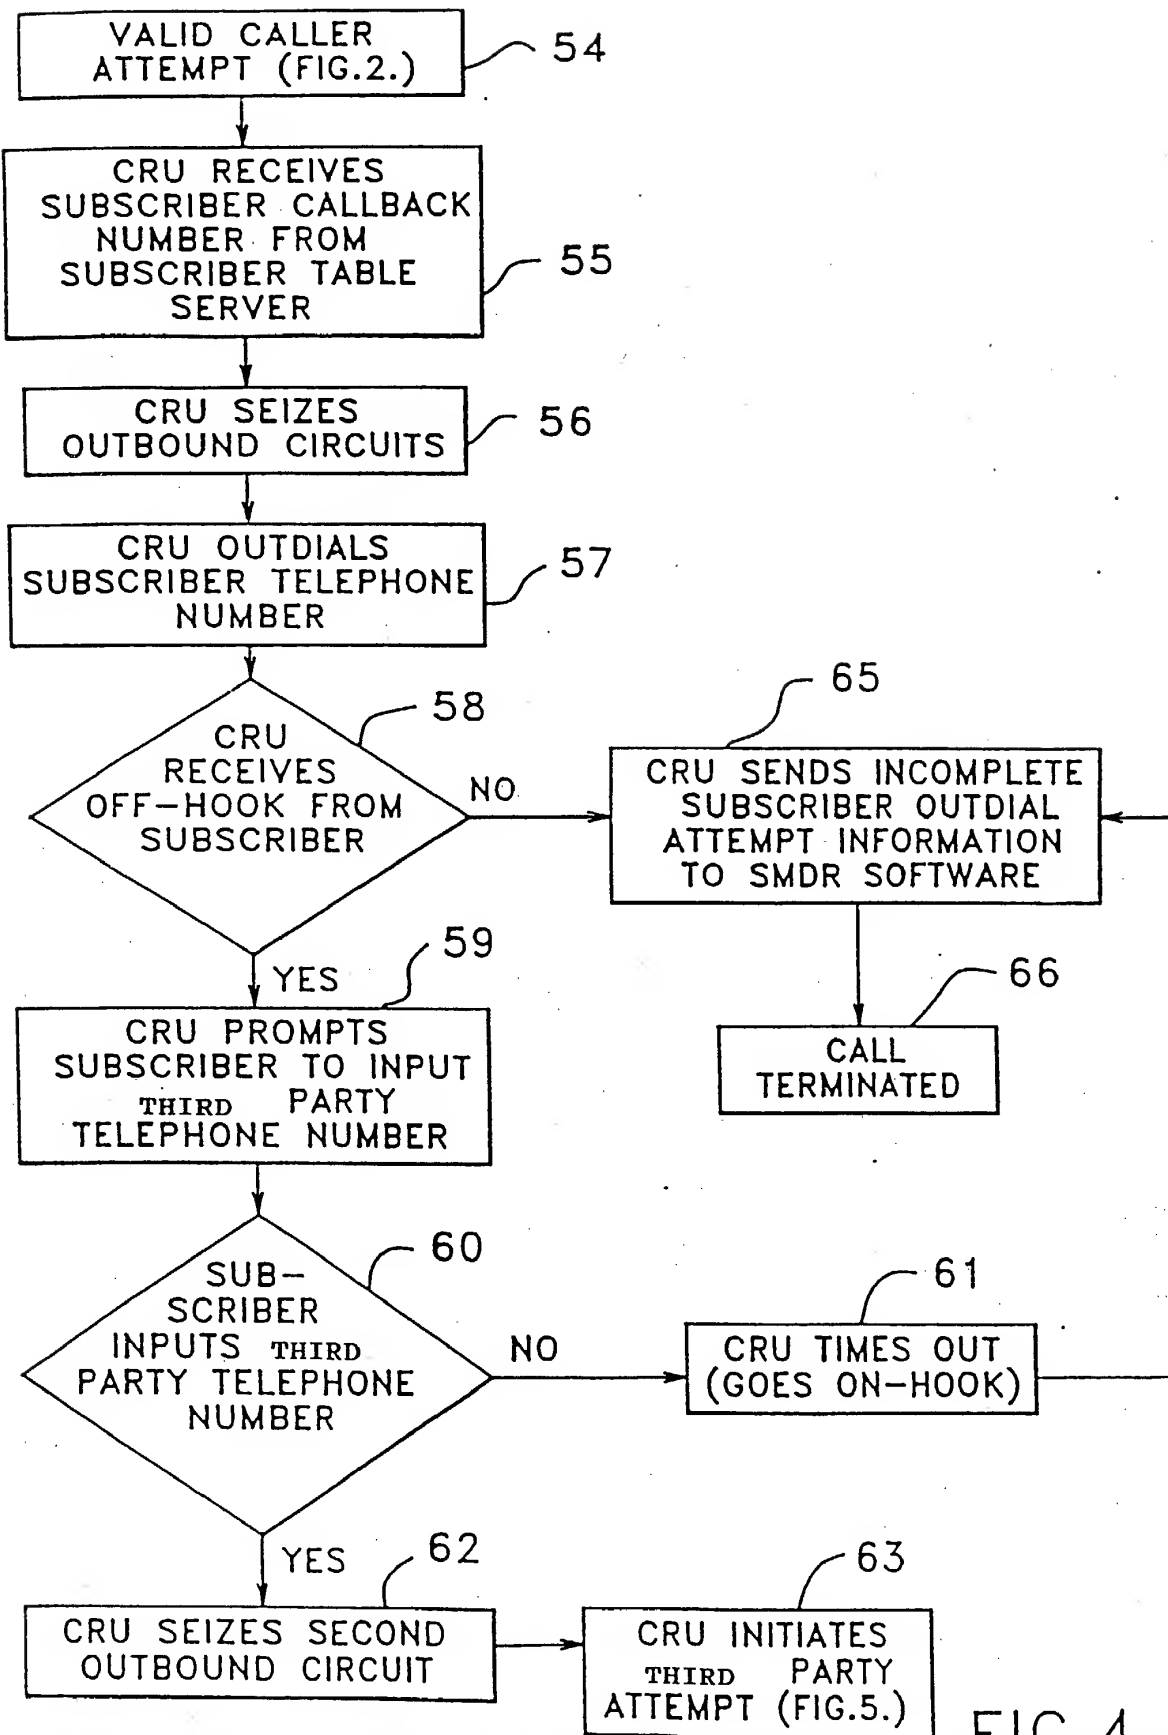 VALID CALLER
ATTEMPT (FIG.2.)
54
CRU RECEIVES
SUBSCRIBER CALLBACK
NUMBER FROM
SUBSCRIBER TABLE
SERVER
55
CRU SEIZES
OUTBOUND CIRCUITS
56
CRU OUTDIALS
SUBSCRIBER TELEPHONE
NUMBER
57
CRU
RECEIVES
OFF-HOOK FROM
SUBSCRIBER
58
NO
YES
65
CRU SENDS INCOMPLETE
SUBSCRIBER OUTDIAL
ATTEMPT INFORMATION
TO SMDR SOFTWARE
66
CALL
TERMINATED
59
CRU PROMPTS
SUBSCRIBER TO INPUT
THIRD PARTY
TELEPHONE NUMBER
60
SUB-
SCRIBER
INPUTS THIRD
PARTY TELEPHONE
NUMBER
NO
YES
61
CRU TIMES OUT
(GOES ON-HOOK)
62
CRU SEIZES SECOND
OUTBOUND CIRCUIT
63
CRU INITIATES
THIRD PARTY
ATTEMPT (FIG.5.)
FIG.4.